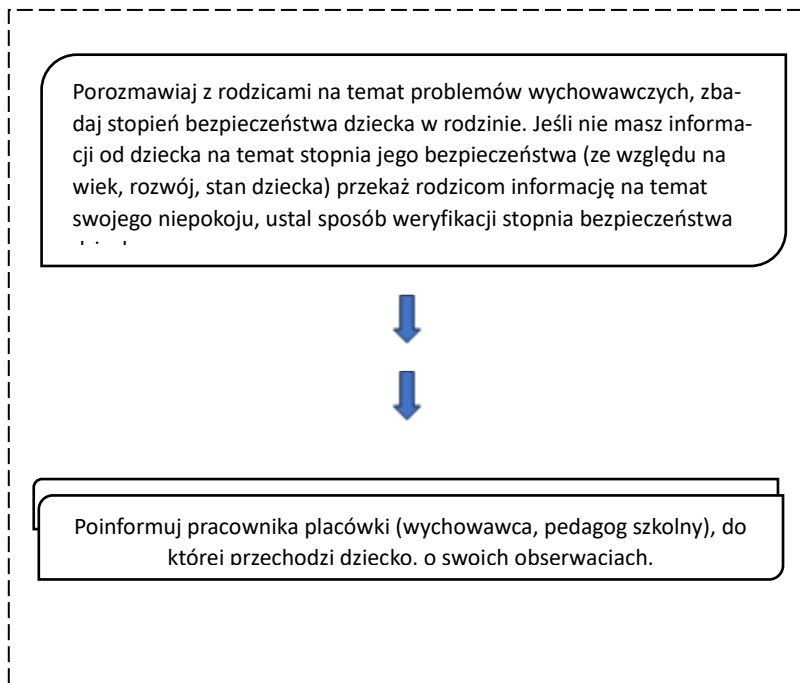 Porozmawiaj z rodzicami na temat problemów wychowawczych, zba-
daj stopień bezpieczeństwa dziecka w rodzinie. Jeśli nie masz informa-
cji od dziecka na temat stopnia jego bezpieczeństwa (ze względu na
wiek, rozwój, stan dziecka) przekaż rodzicom informację na temat
swojego niepokoju, ustal sposób weryfikacji stopnia bezpieczeństwa
Poinformuj pracownika placówki (wychowawca, pedagog szkolny), do
której przechodzi dziecko, o swoich obserwacjach.